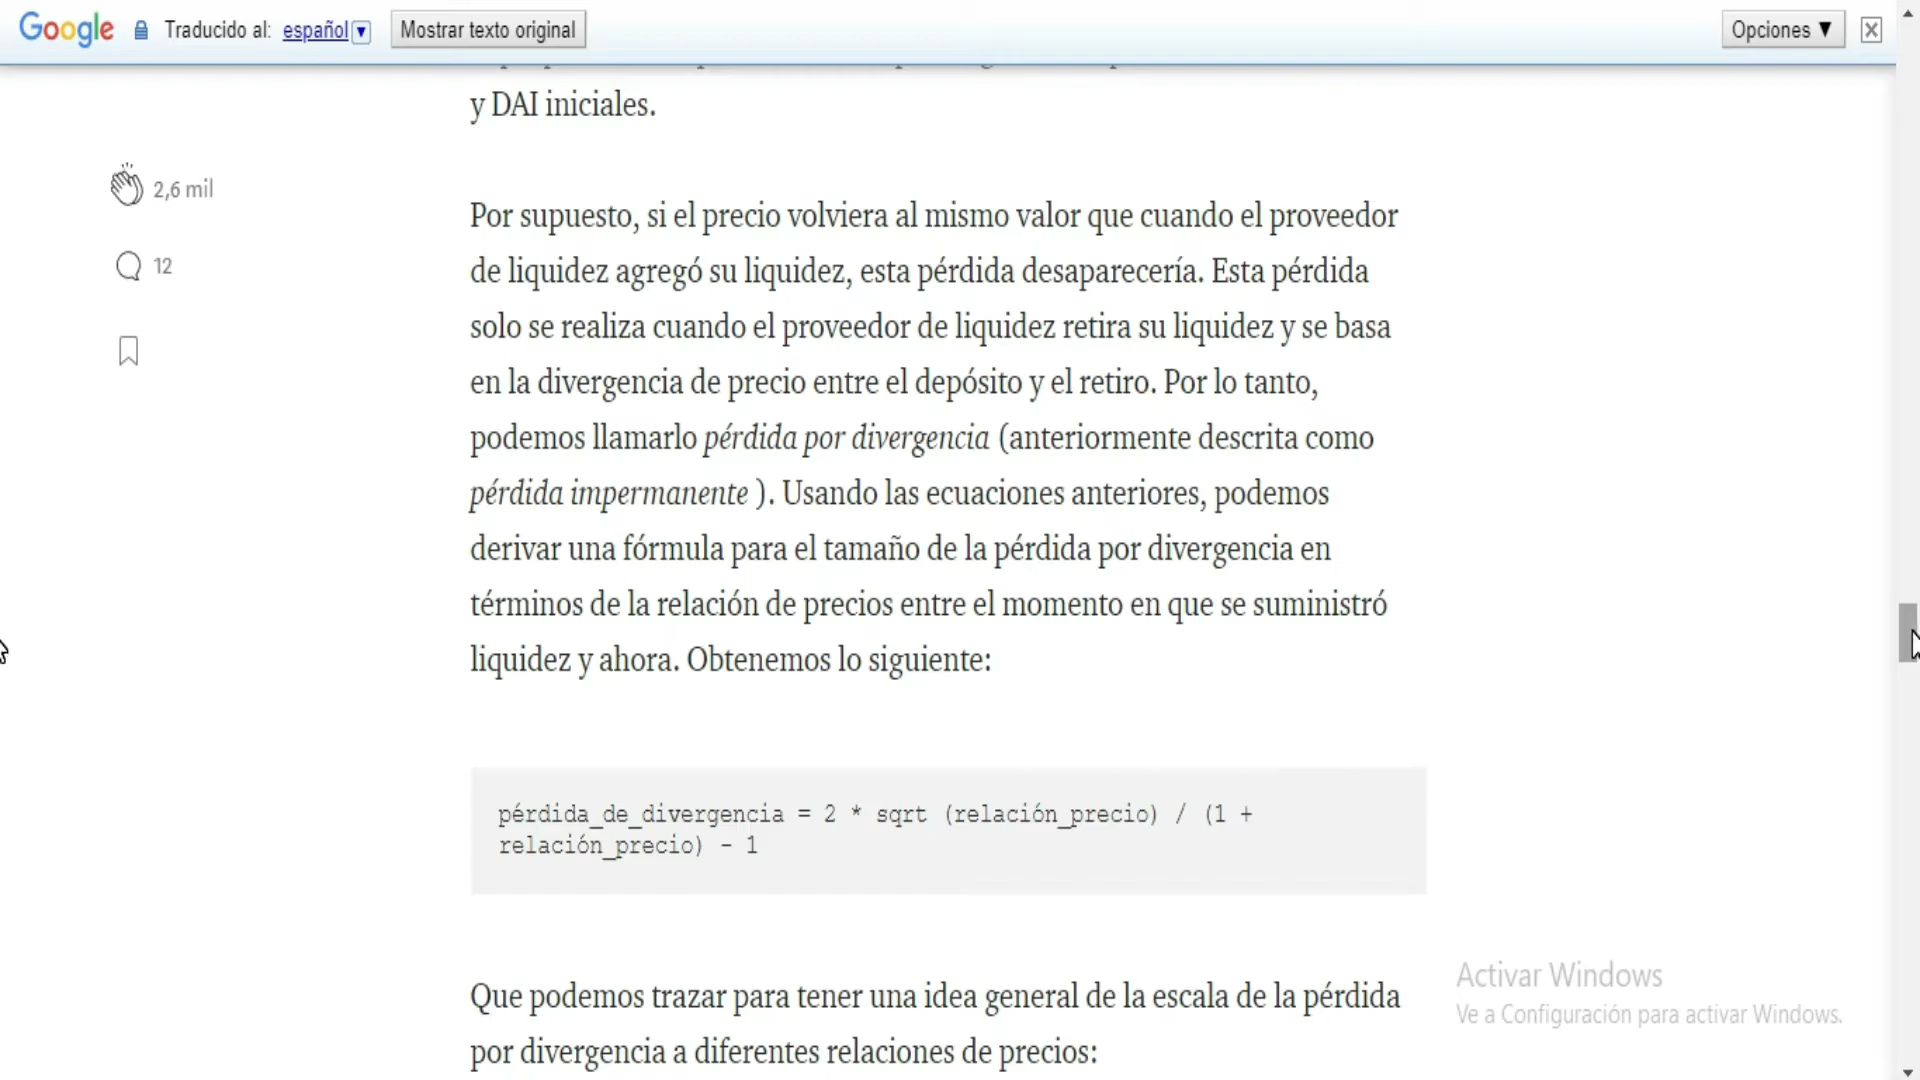 Google Traducido al: español Mostrar texto original Opciones ▼
y DAI iniciales.
2,6 mil
12
Por supuesto, si el precio volviera al mismo valor que cuando el proveedor
de liquidez agregó su liquidez, esta pérdida desaparecería. Esta pérdida
solo se realiza cuando el proveedor de liquidez retira su liquidez y se basa
en la divergencia de precio entre el depósito y el retiro. Por lo tanto,
podemos llamarlo pérdida por divergencia (anteriormente descrita como
pérdida impermanente ). Usando las ecuaciones anteriores, podemos
derivar una fórmula para el tamaño de la pérdida por divergencia en
términos de la relación de precios entre el momento en que se suministró
liquidez y ahora. Obtenemos lo siguiente:
pérdida_de_divergencia = 2 * sqrt (relación_precio) / (1 +
relación_precio) - 1
Que podemos trazar para tener una idea general de la escala de la pérdida
por divergencia a diferentes relaciones de precios:
Activar Windows
Ve a Configuración para activar Windows.